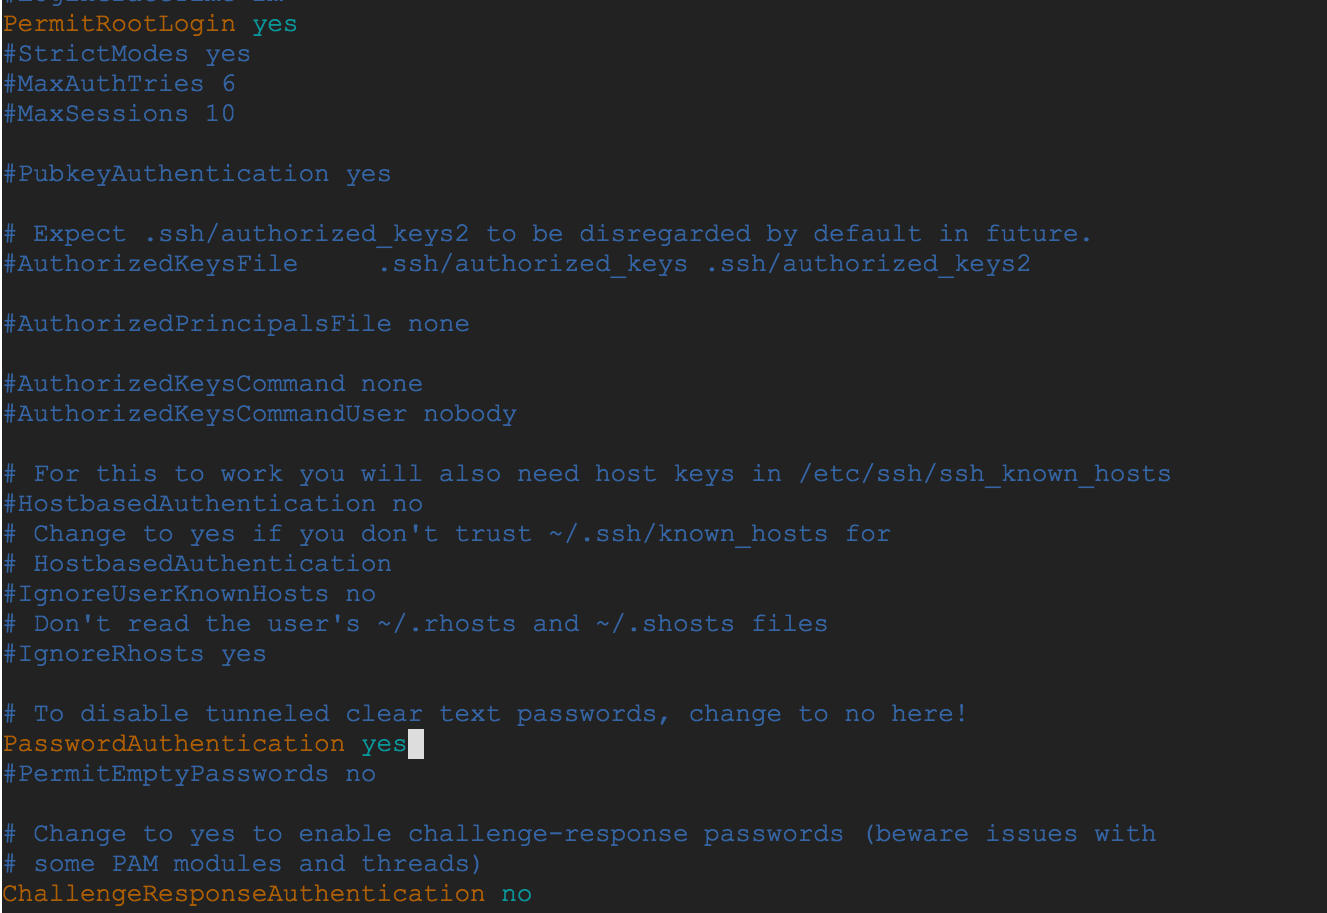 PermitRootLogin yes
#StrictModes yes
#MaxAuthTries 6
#MaxSessions 10
#PubkeyAuthentication yes
# Expect .ssh/authorized_keys2 to be disregarded by default in future.
#AuthorizedKeysFile     .ssh/authorized_keys .ssh/authorized_keys2
#AuthorizedPrincipalsFile none
#AuthorizedKeysCommand none
#AuthorizedKeysCommandUser nobody
# For this to work you will also need host keys in /etc/ssh/ssh_known_hosts
#HostbasedAuthentication no
# Change to yes if you don't trust ~/.ssh/known_hosts for
# HostbasedAuthentication
#IgnoreUserKnownHosts no
# Don't read the user's ~/.rhosts and ~/.shosts files
#IgnoreRhosts yes
# To disable tunneled clear text passwords, change to no here!
PasswordAuthentication yes
#PermitEmptyPasswords no
# Change to yes to enable challenge-response passwords (beware issues with
# some PAM modules and threads)
ChallengeResponseAuthentication no